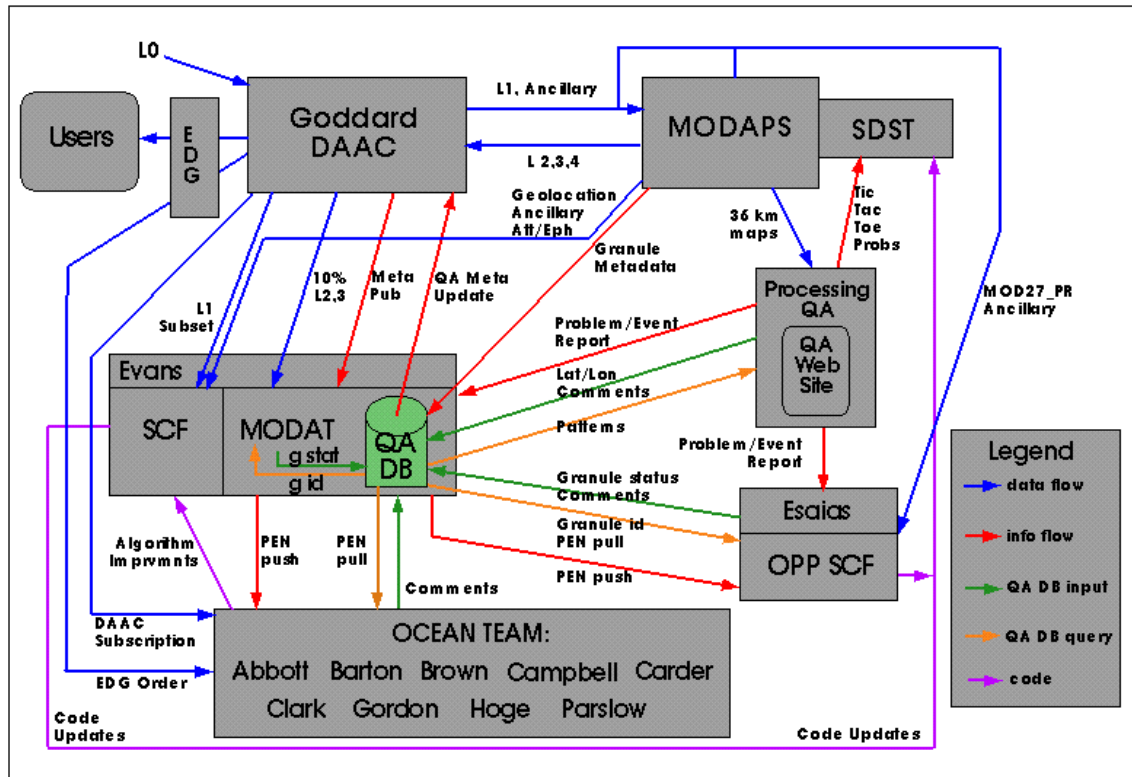 L0
Users
E
D
G
Goddard
DAAC
L1, Ancillary
MODAPS
SDST
L 2,3,4
Geolocation
Ancillary
Att/Eph
Granule
Metadata
36 km
maps
Tic
Tac
Toe
Probs
MOD27_PR
Ancillary
L1
Subset
10%
L2,3
Meta
Pub
QA Meta
Update
Problem/Event
Report
Lat/Lon
Comments
Patterns
Processing
QA
QA
Web
Site
Problem/Event
Report
Evans
SCF
MODAT
g stat
g id
QA
DB
Granule status
Comments
Granule id
PEN pull
PEN push
Esaias
OPP SCF
Legend
data flow
info flow
QA DB input
QA DB query
code
Algorithm
Imprvmnts
PEN
push
PEN
pull
Comments
DAAC
Subscription
EDG Order
OCEAN TEAM:
Abbott Barton Brown Campbell Carder
Clark Gordon Hoge Parslow
Code
Updates
Code Updates